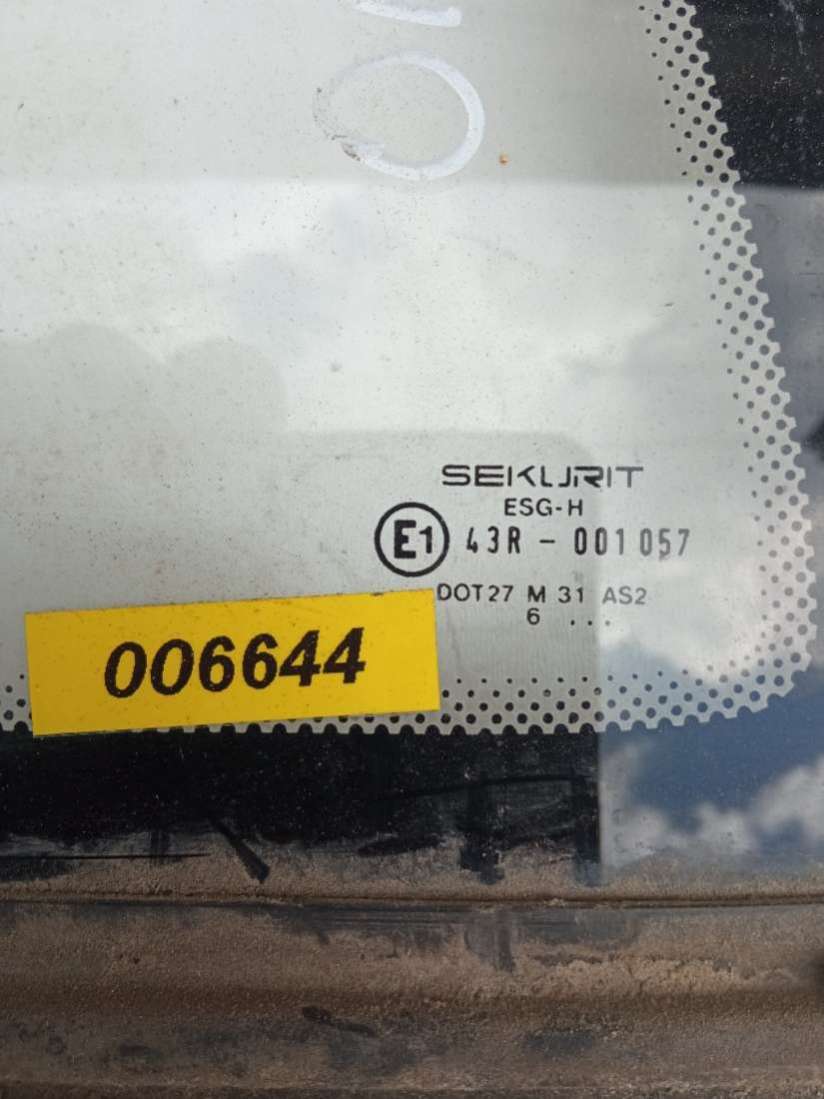 SEKURIT
ESG-H
E1 43R - 001057
DOT27 M 31 AS2
6 ...
006644